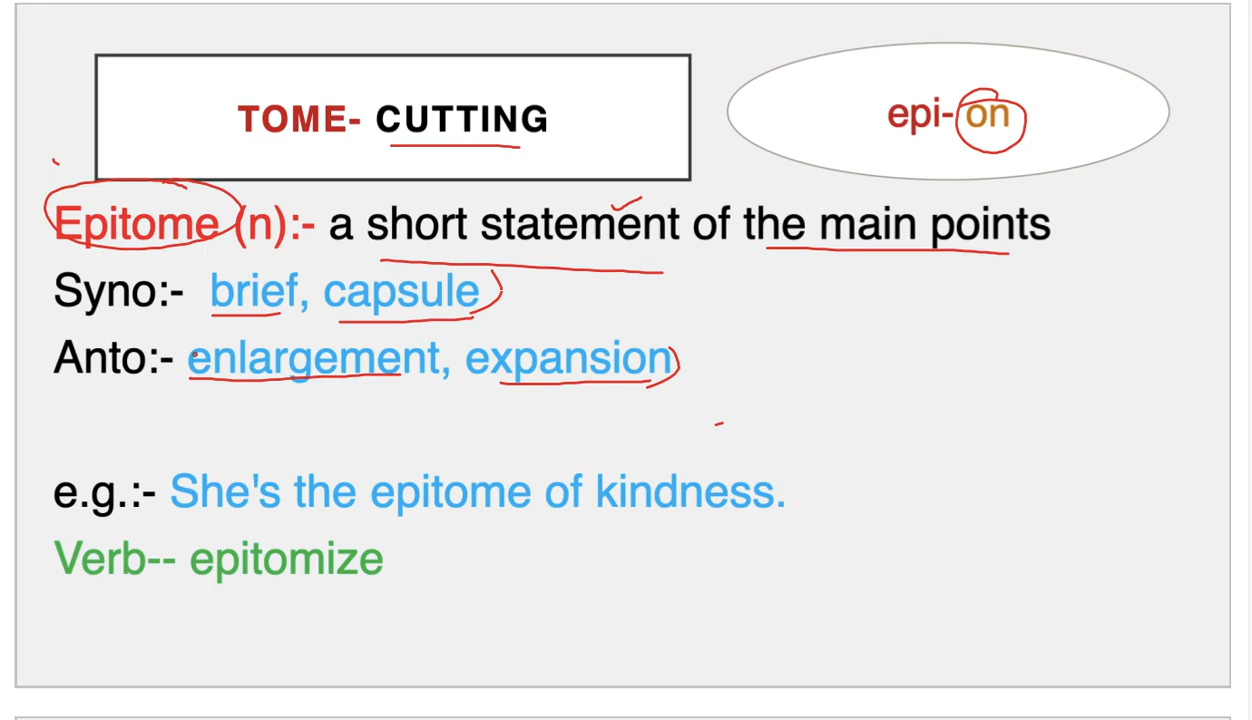 TOME- CUTTING
epi- on
Epitome (n):- a short statement of the main points
Syno:- brief, capsule
Anto:- enlargement, expansion
e.g.:- She's the epitome of kindness.
Verb-- epitomize